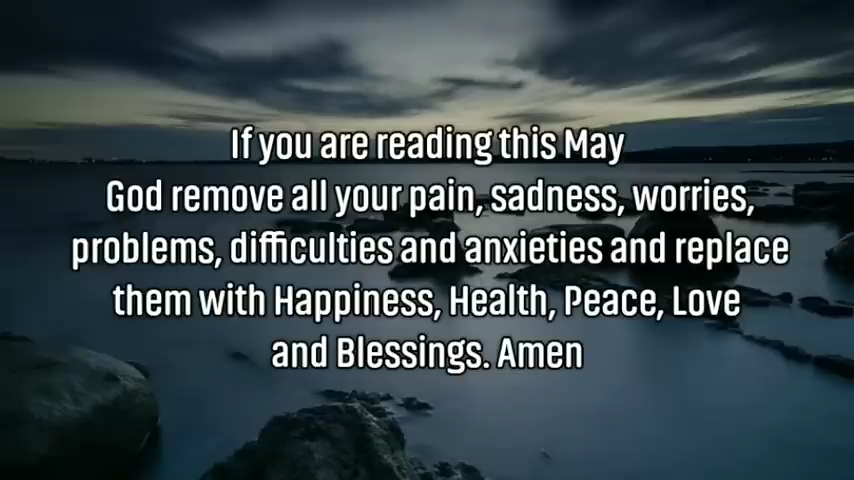 If you are reading this May
God remove all your pain, sadness, worries,
problems, difficulties and anxieties and replace
them with Happiness, Health, Peace, Love
and Blessings. Amen